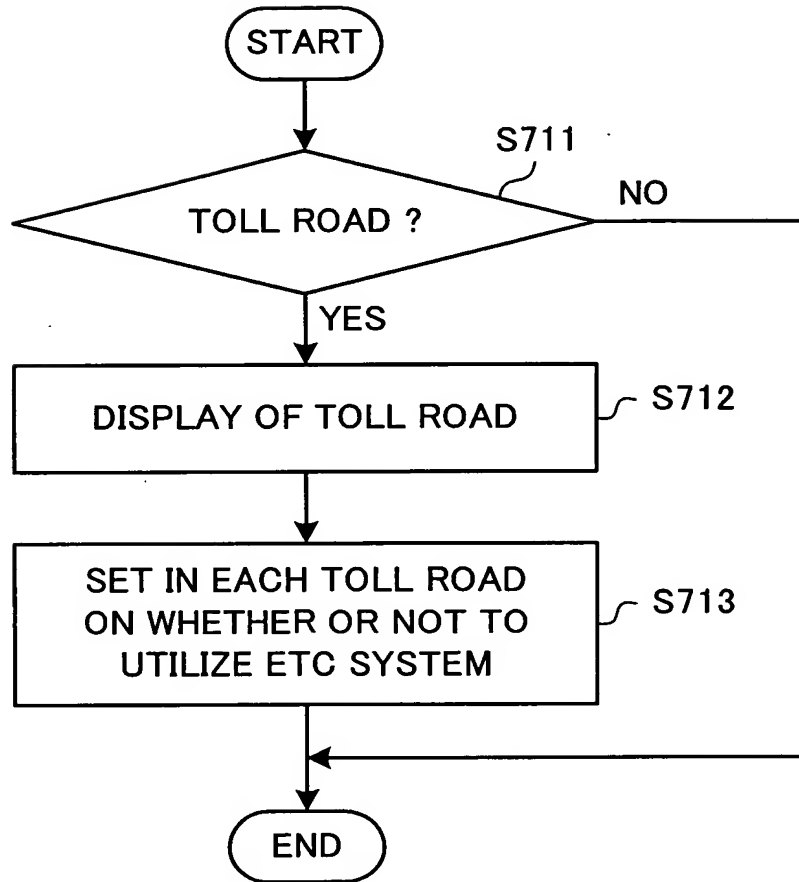 START
S711
TOLL ROAD ?
NO
YES
DISPLAY OF TOLL ROAD
S712
SET IN EACH TOLL ROAD
ON WHETHER OR NOT TO
UTILIZE ETC SYSTEM
S713
END